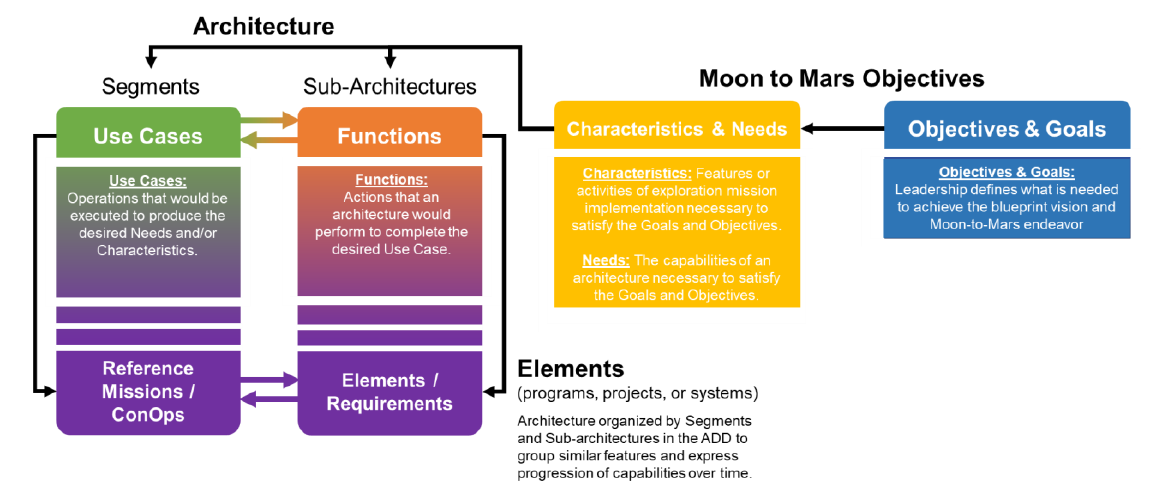 Architecture
Segments
Sub-Architectures
Moon to Mars Objectives
Use Cases
Functions
Characteristics & Needs
Objectives & Goals
Use Cases:
Operations that would be
executed to produce the
desired Needs and/or
Characteristics.
Functions:
Actions that an
architecture would
perform to complete the
desired Use Case.
Characteristics: Features or
activities of exploration mission
implementation necessary to
satisfy the Goals and Objectives.
Needs: The capabilities of an
architecture necessary to satisfy
the Goals and Objectives.
Objectives & Goals:
Leadership defines what is needed
to achieve the blueprint vision and
Moon-to-Mars endeavor
Reference
Missions /
ConOps
Elements /
Requirements
Elements
(programs, projects, or systems)
Architecture organized by Segments
and Sub-architectures in the ADD to
group similar features and express
progression of capabilities over time.